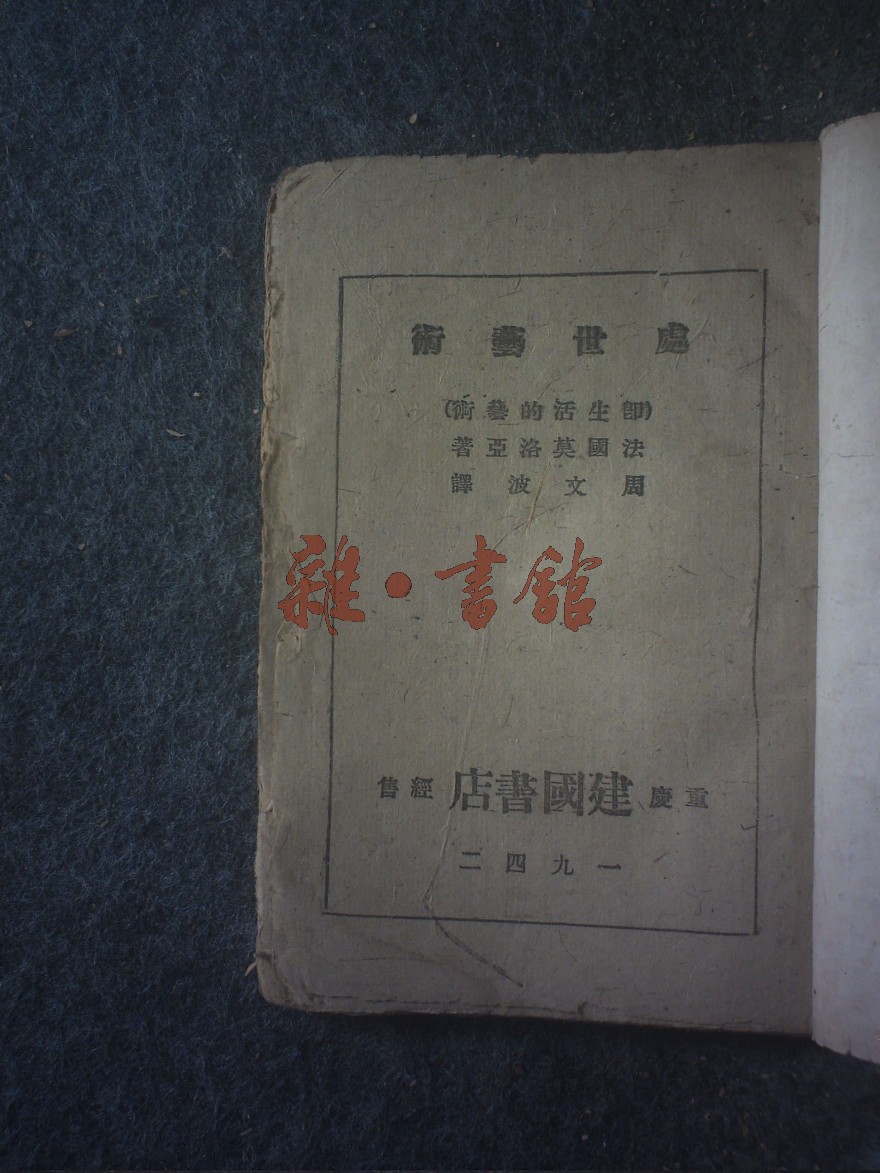 處世藝術
(卽生活的藝術)
法國莫洛亞著
周文波譯
雜·書館
重慶建國書店經售
一九四二